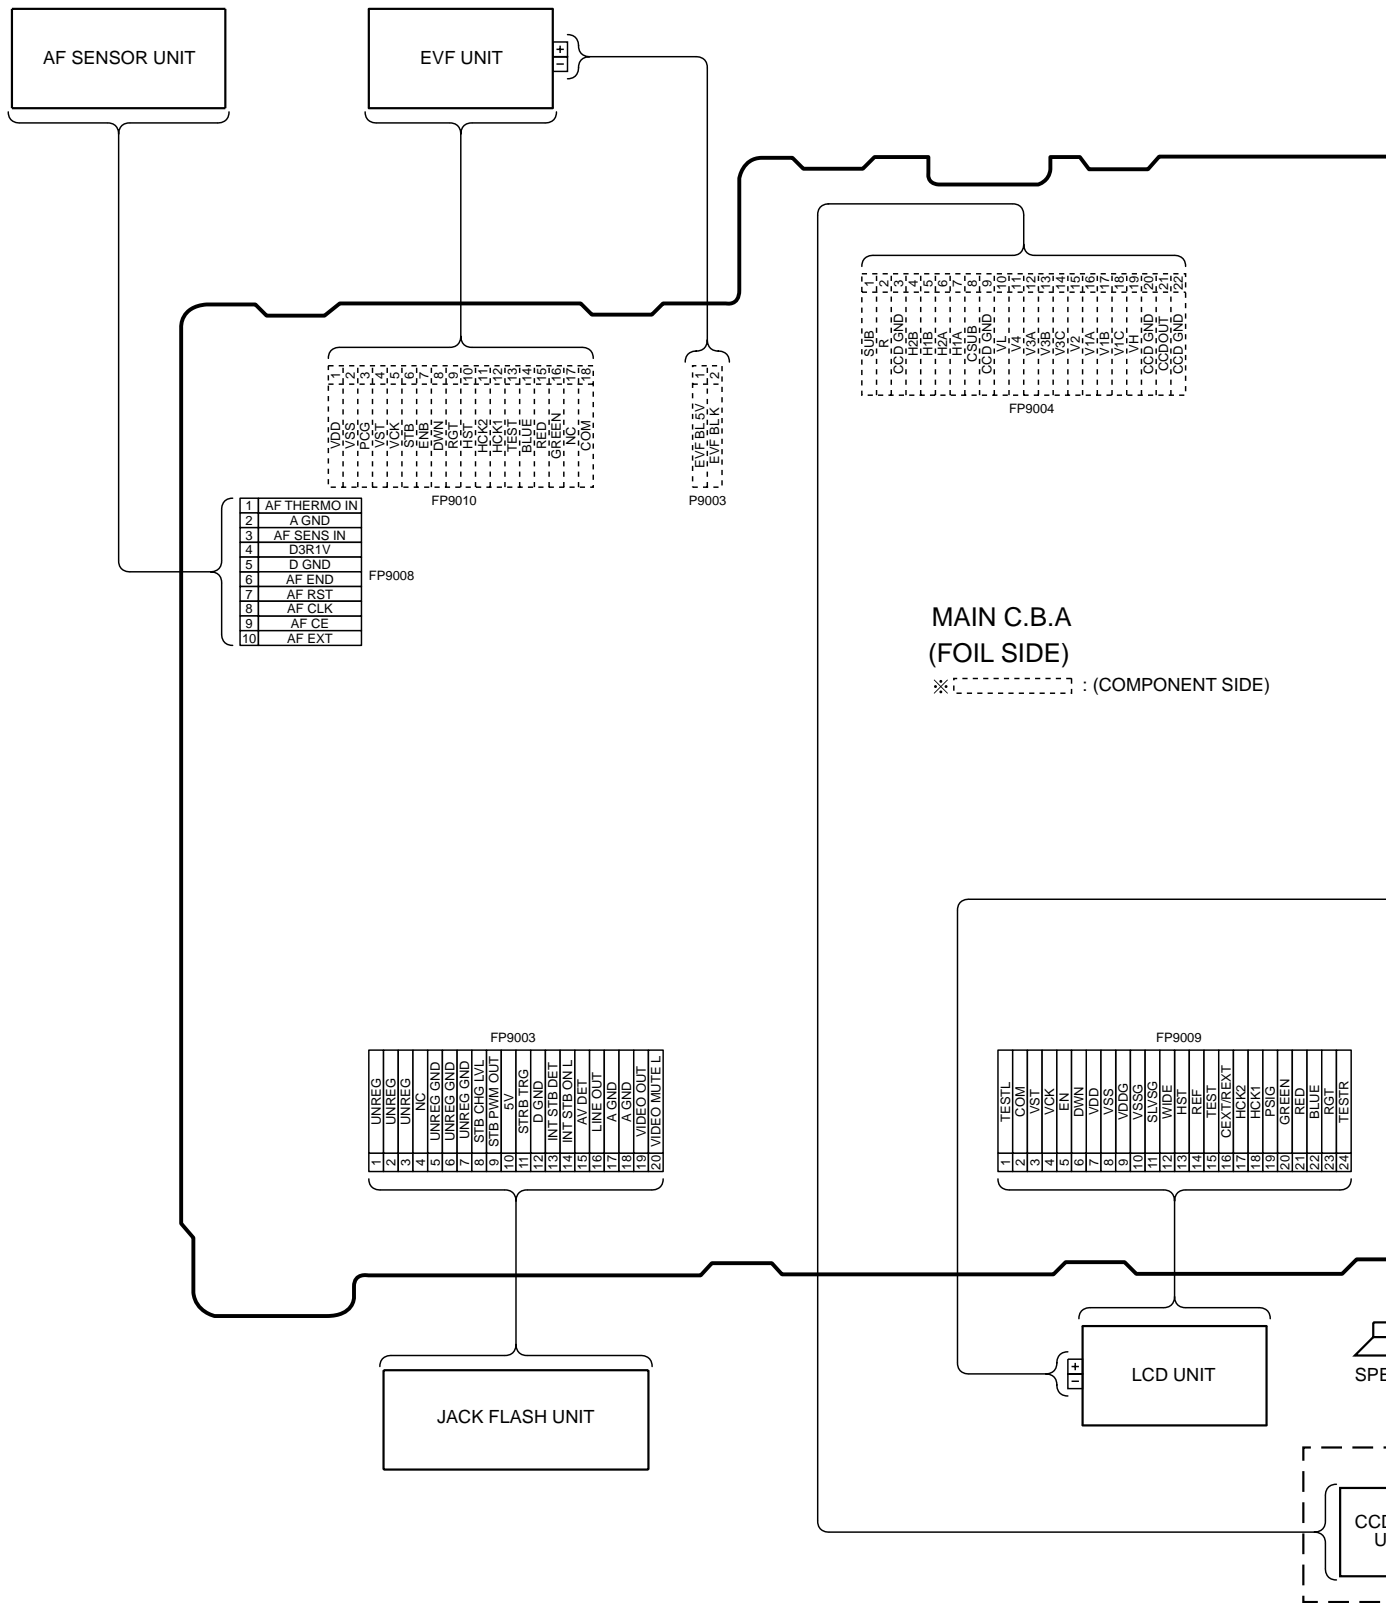 AF SENSOR UNIT
EVF UNIT
+
−
1 SUB
2 R
3 CCD GND
4 H2B
5 H1B
6 H2A
7 H1A
8 CSUB
9 CCD GND
10 VL
11 V4
12 V3A
13 V3B
14 V3C
15 V2
16 V1A
17 V1B
18 V1C
19 VH
20 CCD GND
21 CCDOUT
22 CCD GND
FP9004
1 VDD
2 VSS
3 PCG
4 VST
5 VCK
6 STB
7 ENB
8 DWN
9 RGT
10 HST
11 HCK2
12 HCK1
13 TEST
14 BLUE
15 RED
16 GREEN
17 NC
18 COM
FP9010
1 EVF BL5V
2 EVF BLK
P9003
1 AF THERMO IN
2 A GND
3 AF SENS IN
4 D3R1V
5 D GND
6 AF END
7 AF RST
8 AF CLK
9 AF CE
10 AF EXT
FP9008
MAIN C.B.A
(FOIL SIDE)
※ : (COMPONENT SIDE)
FP9003
1 UNREG
2 UNREG
3 UNREG
4 NC
5 UNREG GND
6 UNREG GND
7 UNREG GND
8 STB CHG LVL
9 STB PWM OUT
10 5V
11 STRB TRG
12 D GND
13 INT STB DET
14 INT STB ON L
15 AV DET
16 LINE OUT
17 A GND
18 A GND
19 VIDEO OUT
20 VIDEO MUTE L
FP9009
1 TESTL
2 COM
3 VST
4 VCK
5 EN
6 DWN
7 VDD
8 VSS
9 VDDG
10 VSSG
11 SLVSG
12 WIDE
13 HST
14 REF
15 TEST
16 CEXT/REXT
17 HCK2
18 HCK1
19 PSIG
20 GREEN
21 RED
22 BLUE
23 RGT
24 TESTR
JACK FLASH UNIT
+
−
LCD UNIT
SPE
CCD
U